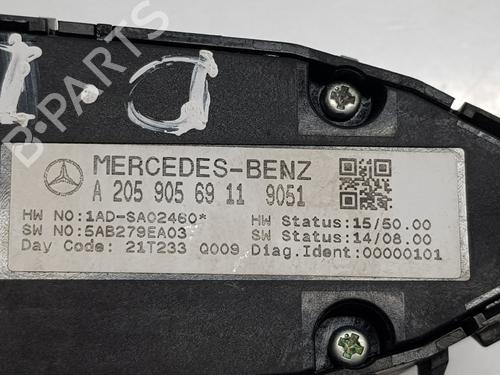 B-PARTS
MERCEDES-BENZ
A 205 905 69 11 9051
HW NO:1AD-SA02460* HW Status:15/50.00
SW NO:5AB279EA03 SW Status:14/08.00
Day Code: 21T233 Q009 Diag.Ident:00000101